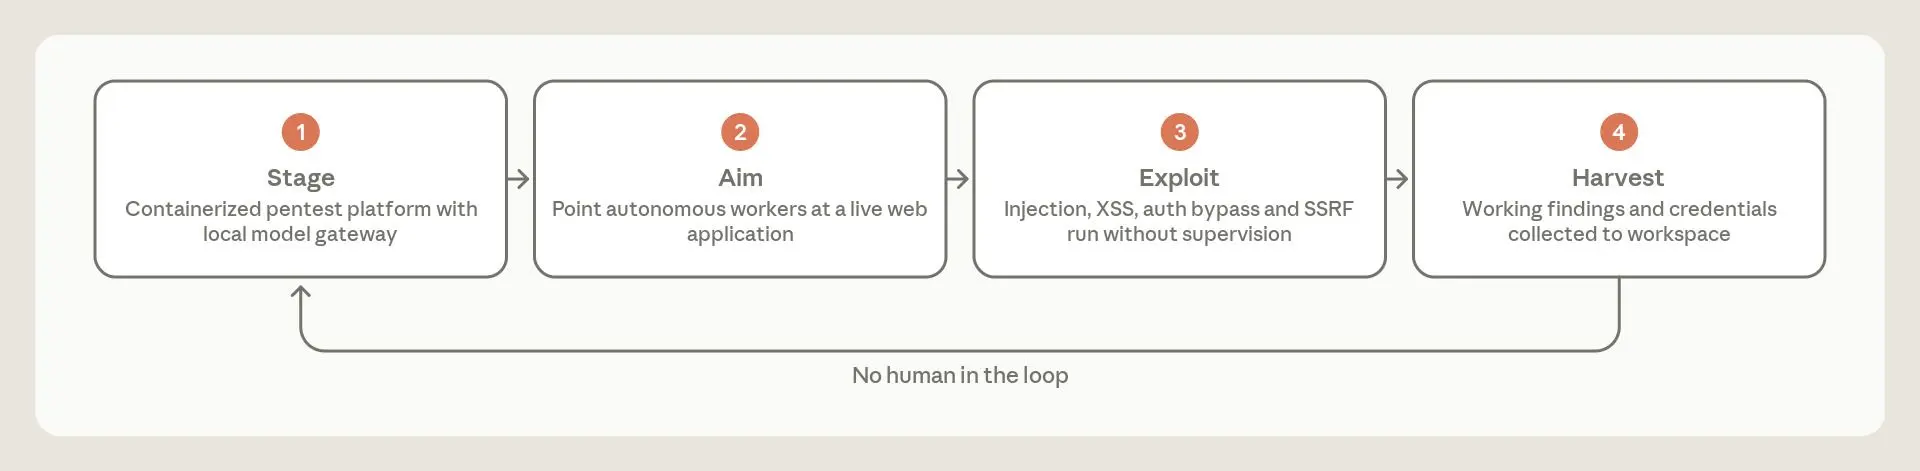 1
Stage
Containerized pentest platform with
local model gateway
2
Aim
Point autonomous workers at a live web
application
3
Exploit
Injection, XSS, auth bypass and SSRF
run without supervision
4
Harvest
Working findings and credentials
collected to workspace
No human in the loop